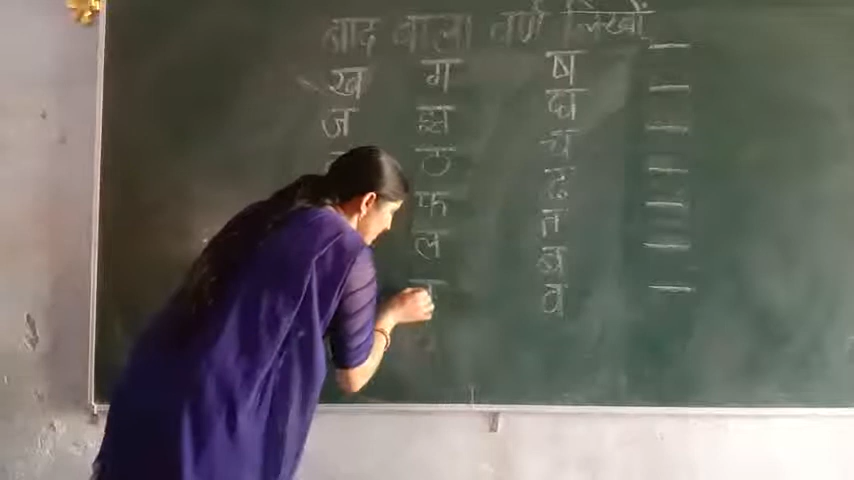 बाद वाला वर्ण लिखों
ख ग ष _
ज झ छ _
ठ च _
फ ढ _
ल त _
ब _
व _